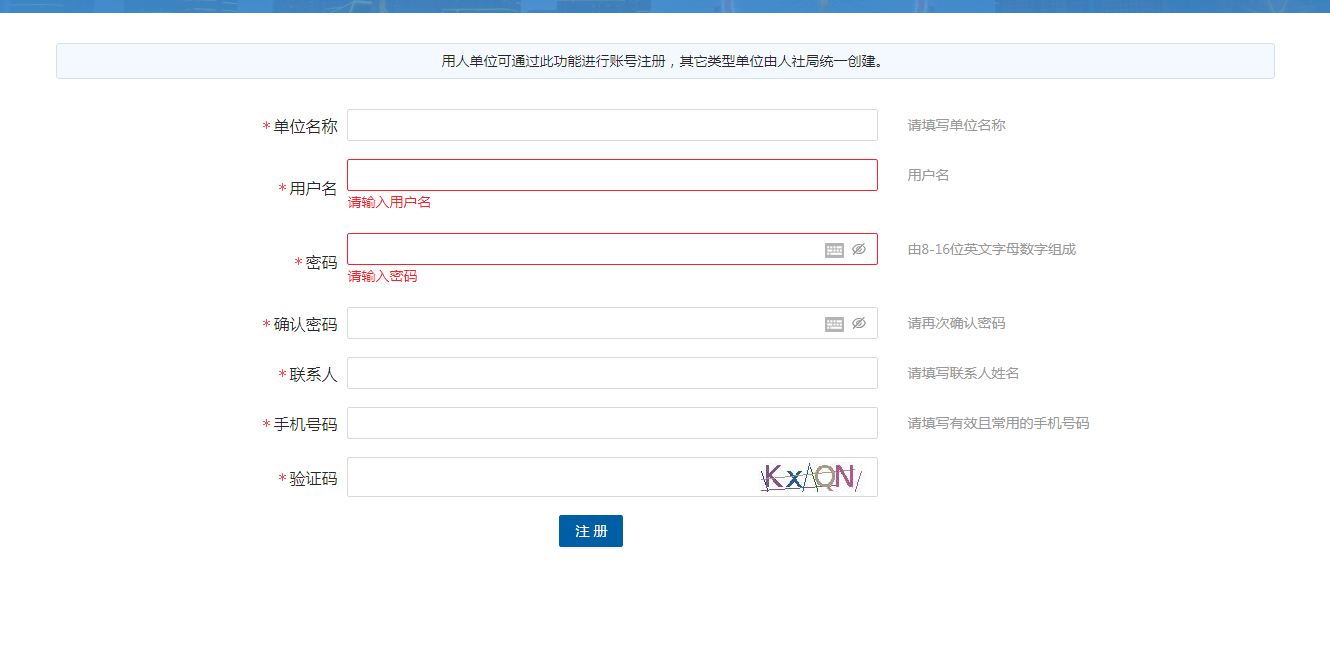 用人单位可通过此功能进行账号注册，其它类型单位由人社局统一创建。
*单位名称 请填写单位名称
*用户名 用户名
请输入用户名
*密码 由8-16位英文字母数字组成
请输入密码
*确认密码 请再次确认密码
*联系人 请填写联系人姓名
*手机号码 请填写有效且常用的手机号码
*验证码 KxAQN
注 册